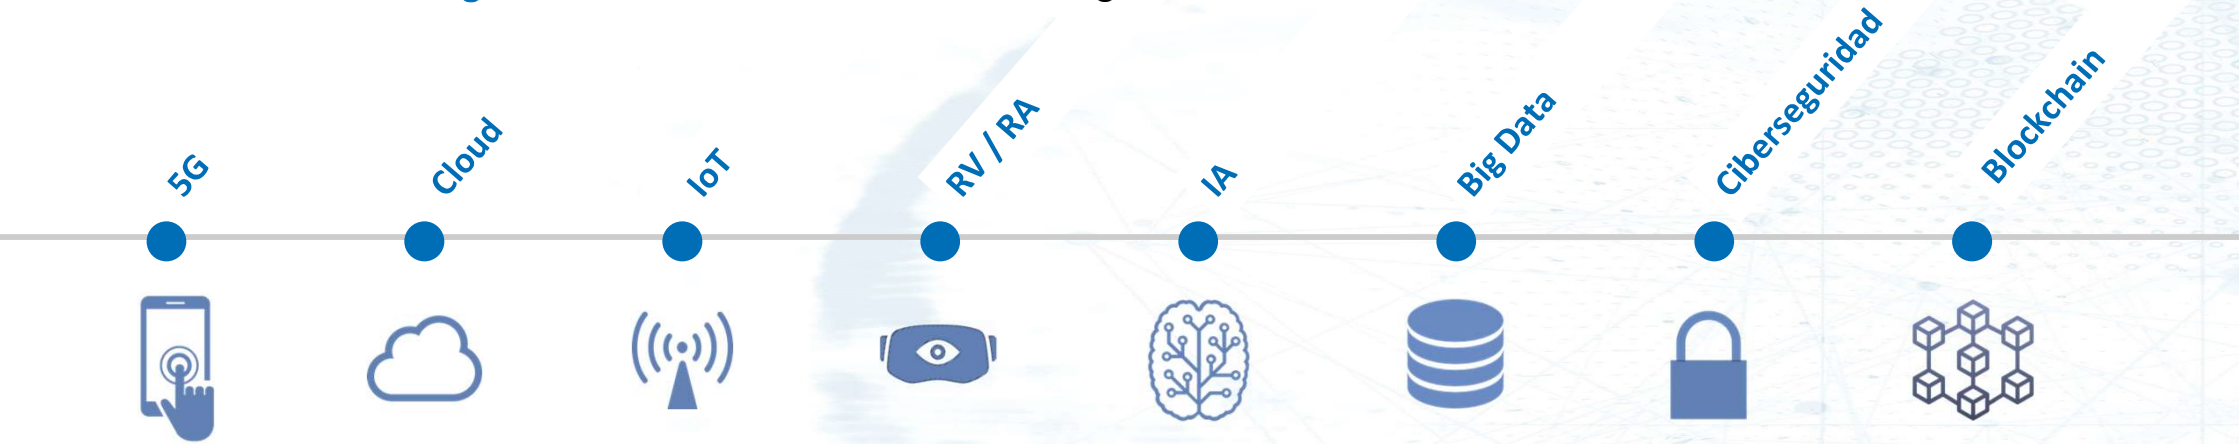 5G
Cloud
IoT
RV / RA
IA
Big Data
Ciberseguridad
Blockchain